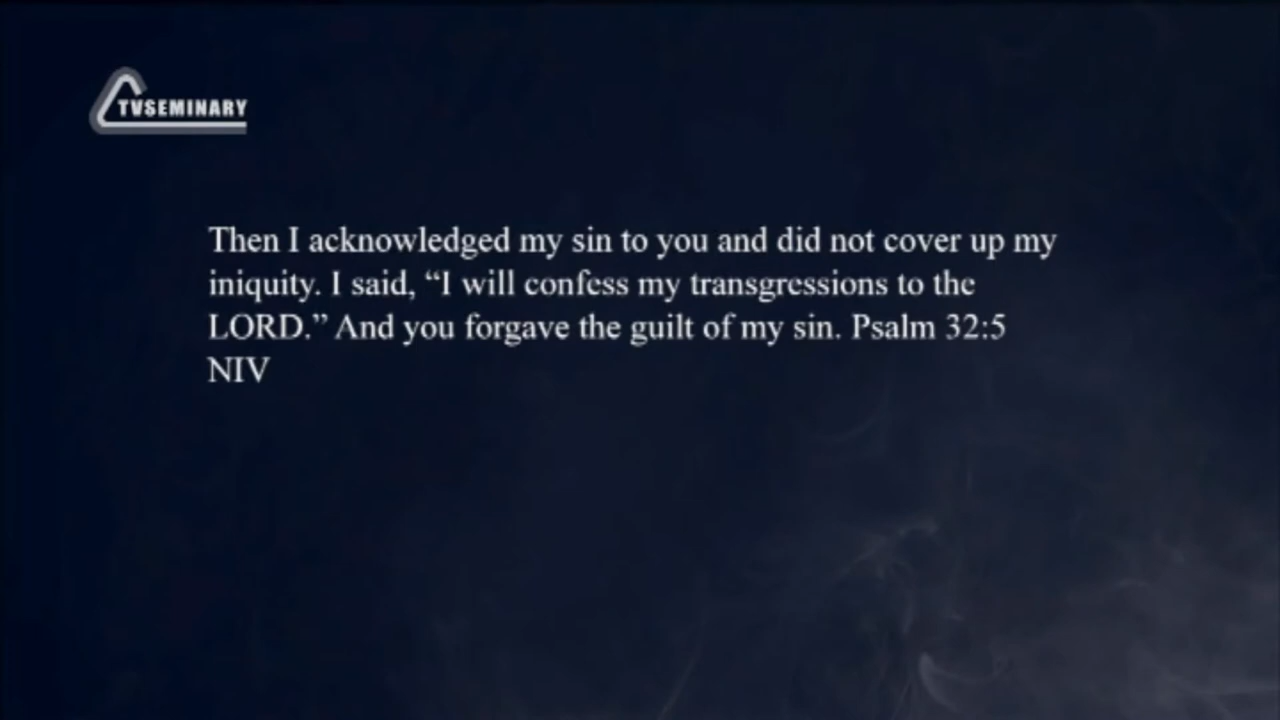 TVSEMINARY
Then I acknowledged my sin to you and did not cover up my
iniquity. I said, “I will confess my transgressions to the
LORD.” And you forgave the guilt of my sin. Psalm 32:5
NIV